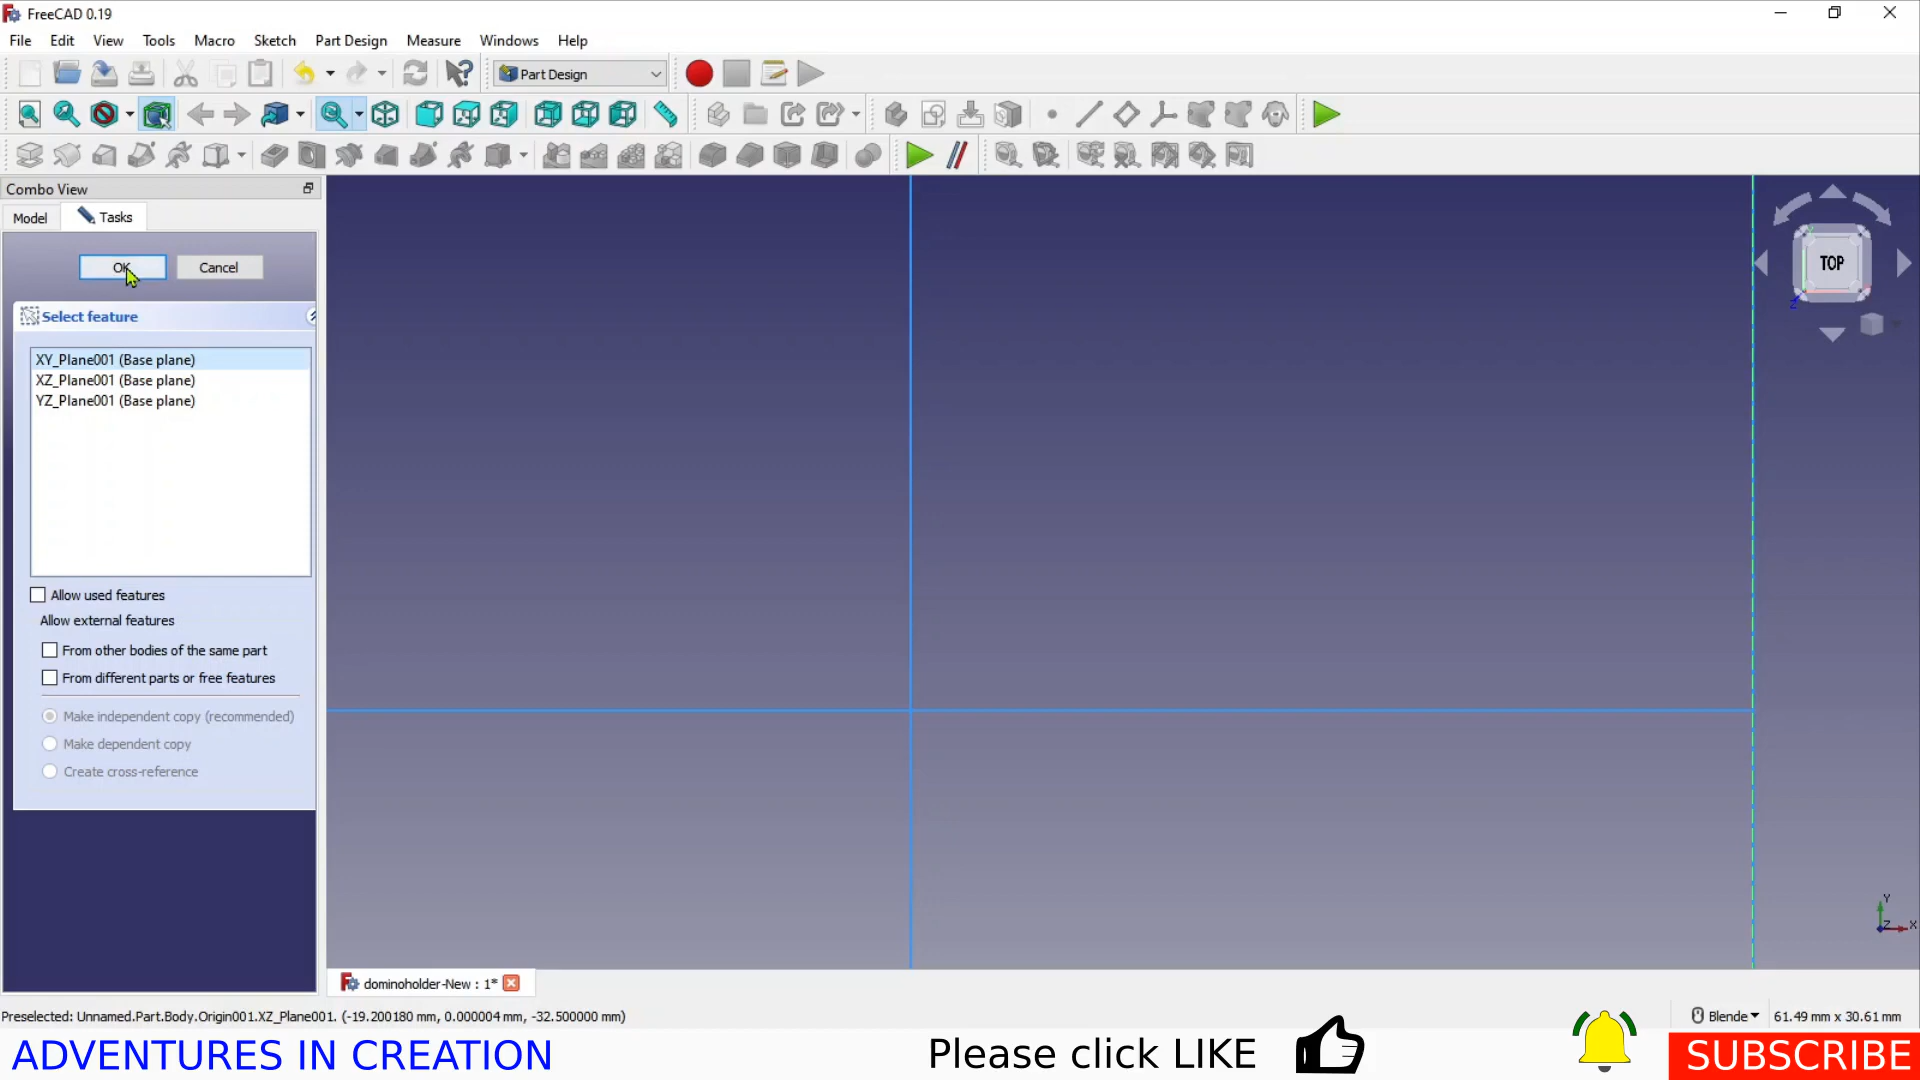 FreeCAD 0.19
File Edit View Tools Macro Sketch Part Design Measure Windows Help
Part Design
Combo View
Model Tasks
OK Cancel
Select feature
XY_Plane001 (Base plane)
XZ_Plane001 (Base plane)
YZ_Plane001 (Base plane)
Allow used features
Allow external features
From other bodies of the same part
From different parts or free features
Make independent copy (recommended)
Make dependent copy
Create cross-reference
TOP
Z
Y
Z X
dominoholder-New : 1*
Preselected: Unnamed.Part.Body.Origin001.XZ_Plane001. (-19.200180 mm, 0.000004 mm, -32.500000 mm)
Blende 61.49 mm x 30.61 mm
ADVENTURES IN CREATION
Please click LIKE
SUBSCRIBE